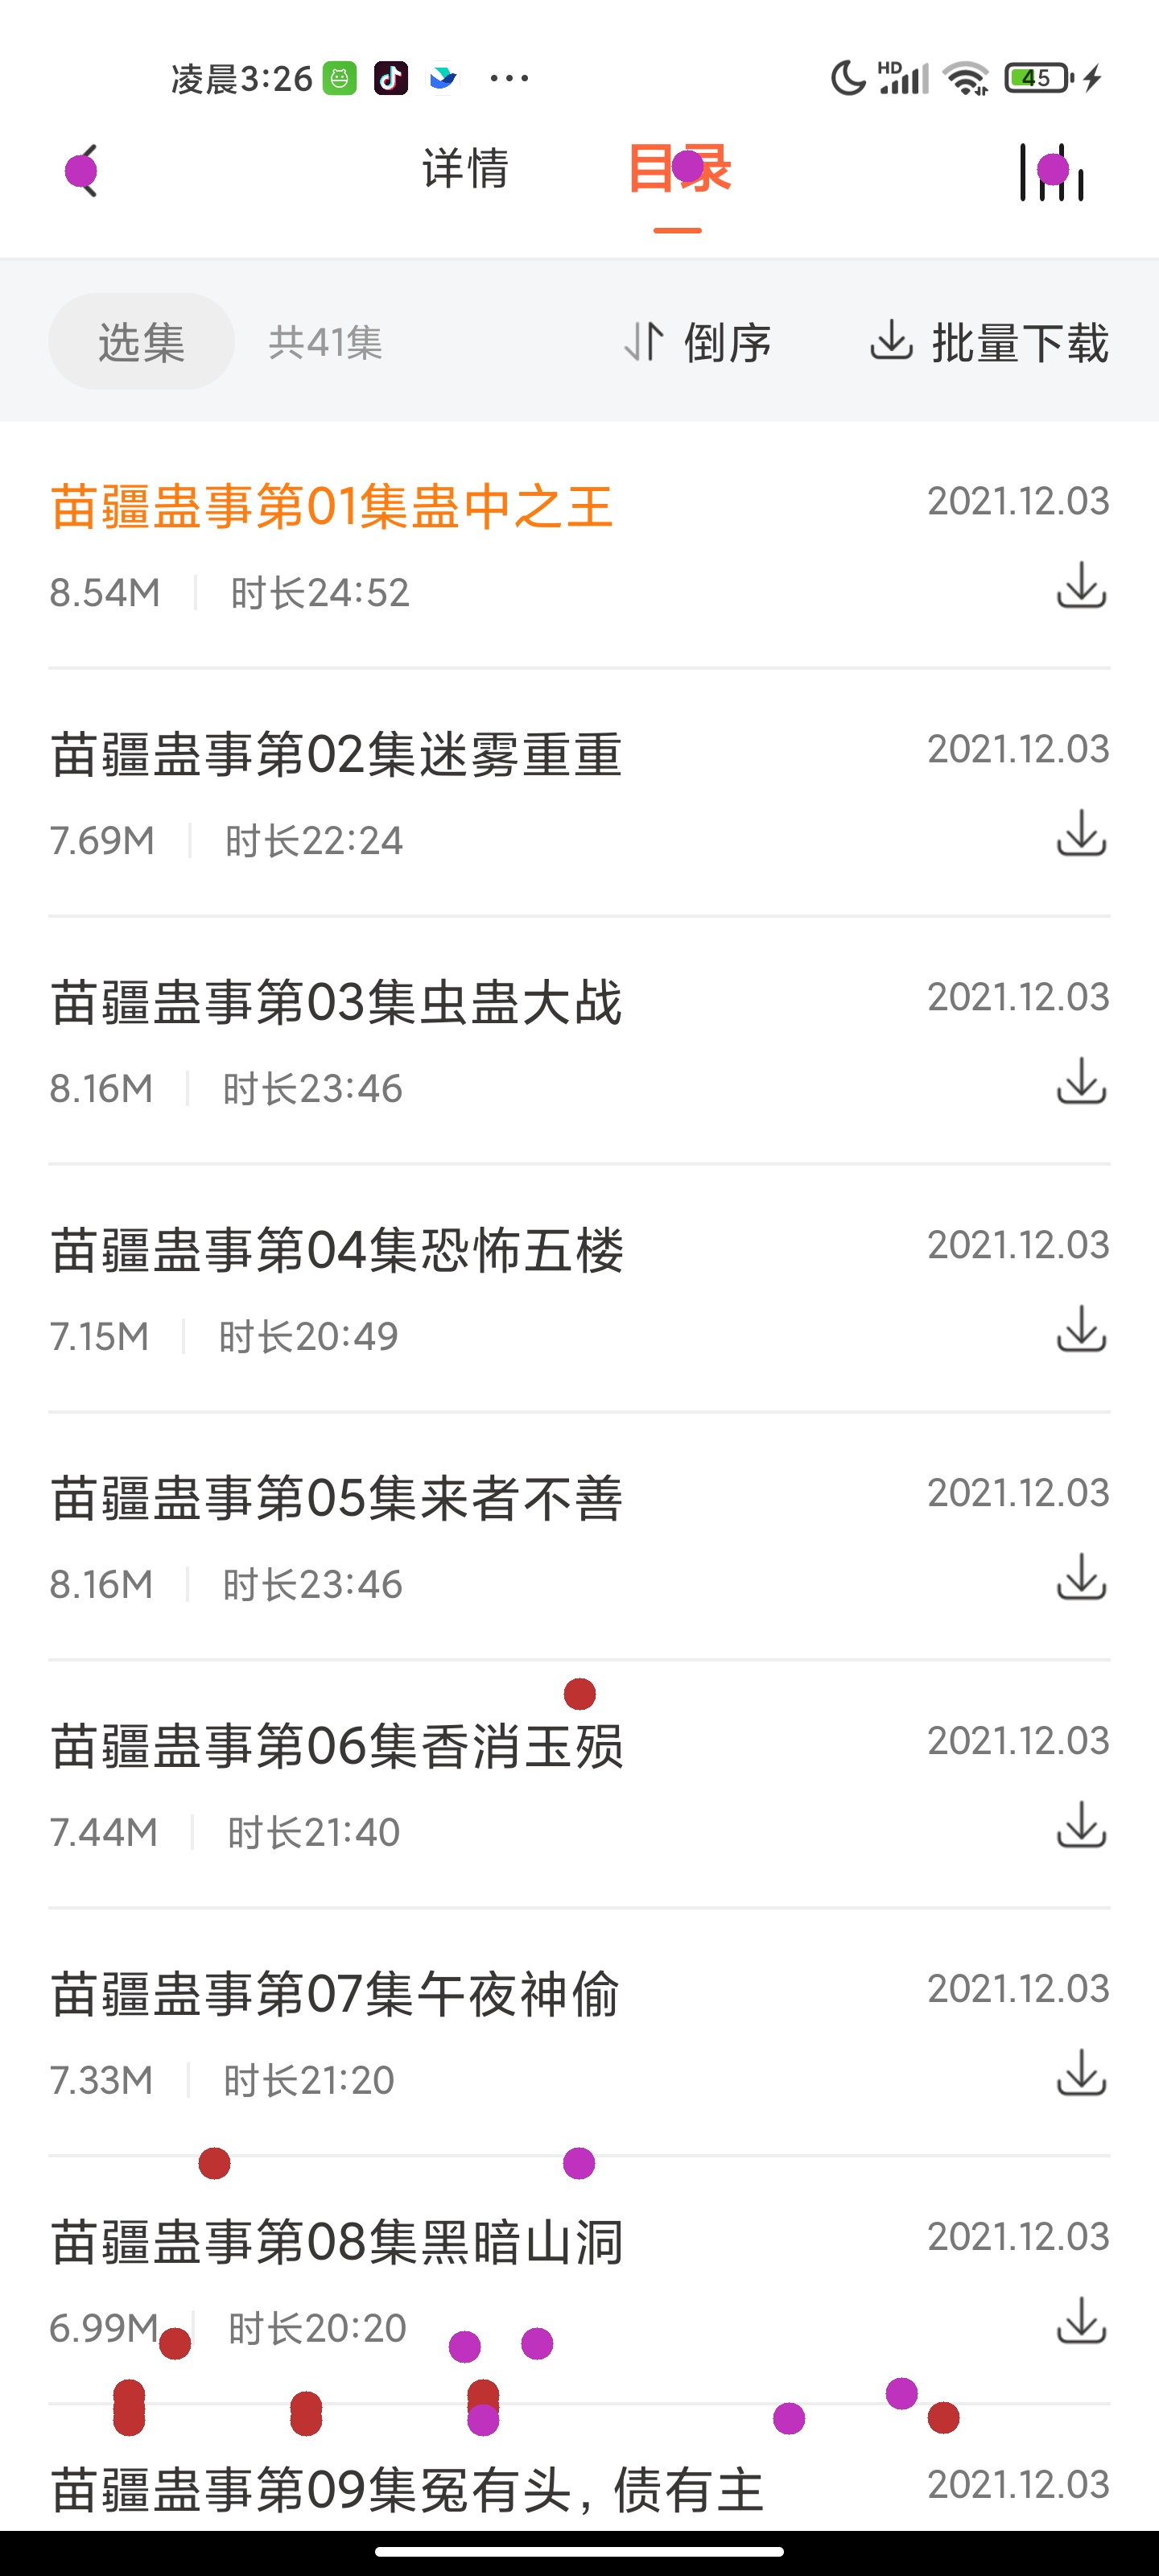 凌晨3:26
HD
45
详情 目录
选集 共41集 倒序 批量下载
苗疆蛊事第01集蛊中之王 2021.12.03
8.54M 时长24:52
苗疆蛊事第02集迷雾重重 2021.12.03
7.69M 时长22:24
苗疆蛊事第03集虫蛊大战 2021.12.03
8.16M 时长23:46
苗疆蛊事第04集恐怖五楼 2021.12.03
7.15M 时长20:49
苗疆蛊事第05集来者不善 2021.12.03
8.16M 时长23:46
苗疆蛊事第06集香消玉殒 2021.12.03
7.44M 时长21:40
苗疆蛊事第07集午夜神偷 2021.12.03
7.33M 时长21:20
苗疆蛊事第08集黑暗山洞 2021.12.03
6.99M 时长20:20
苗疆蛊事第09集冤有头，债有主 2021.12.03